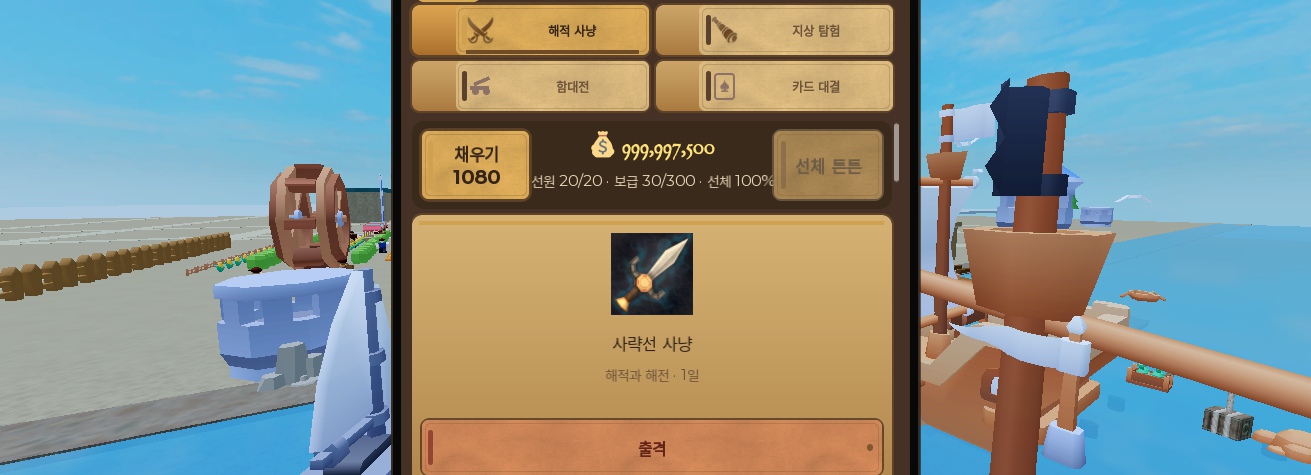 해적 사냥
지상 탐험
함대전
카드 대결
채우기
1080
999,997,500
선원 20/20 · 보급 30/300 · 선체 100%
선체 튼튼
사략선 사냥
해적과 해전 · 1일
출격